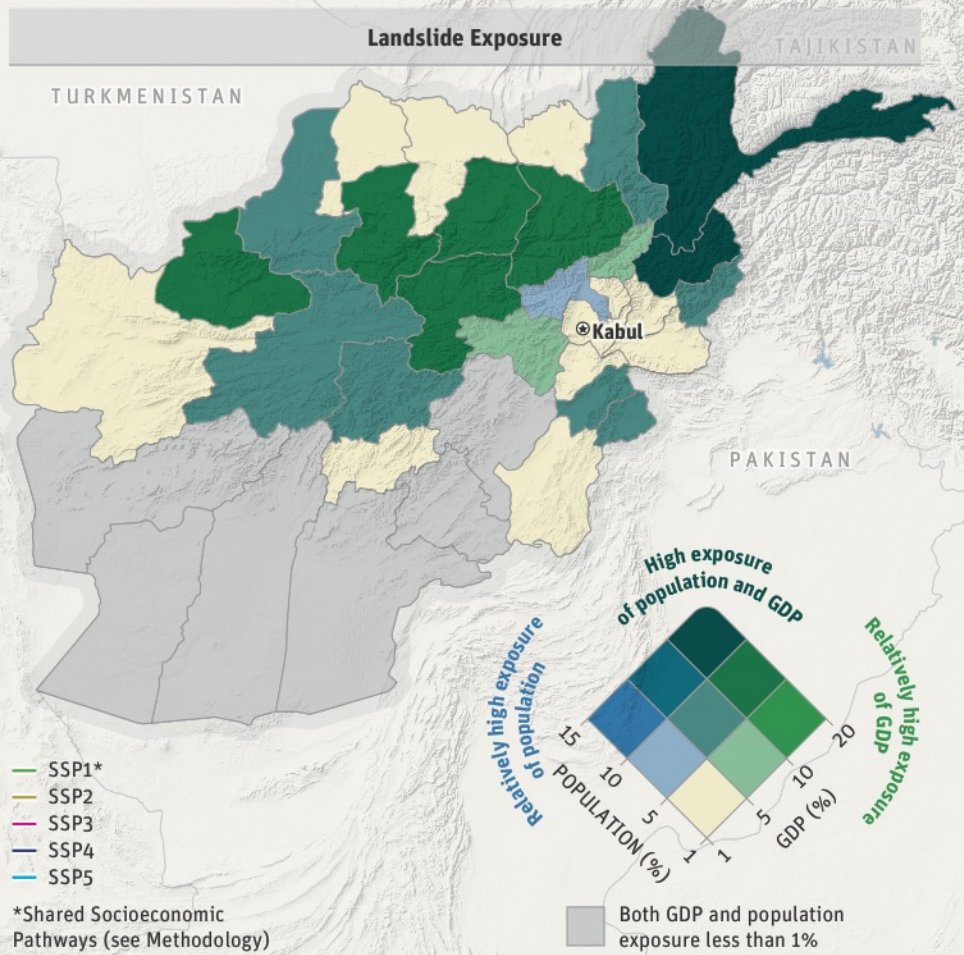 Landslide Exposure
TAJIKISTAN
TURKMENISTAN
Kabul
PAKISTAN
High exposure
of population and GDP
Relatively high exposure
of population
Relatively high exposure
of GDP
15
10
5
1
POPULATION (%)
1
5
10
20
GDP (%)
SSP1*
SSP2
SSP3
SSP4
SSP5
*Shared Socioeconomic
Pathways (see Methodology)
Both GDP and population
exposure less than 1%